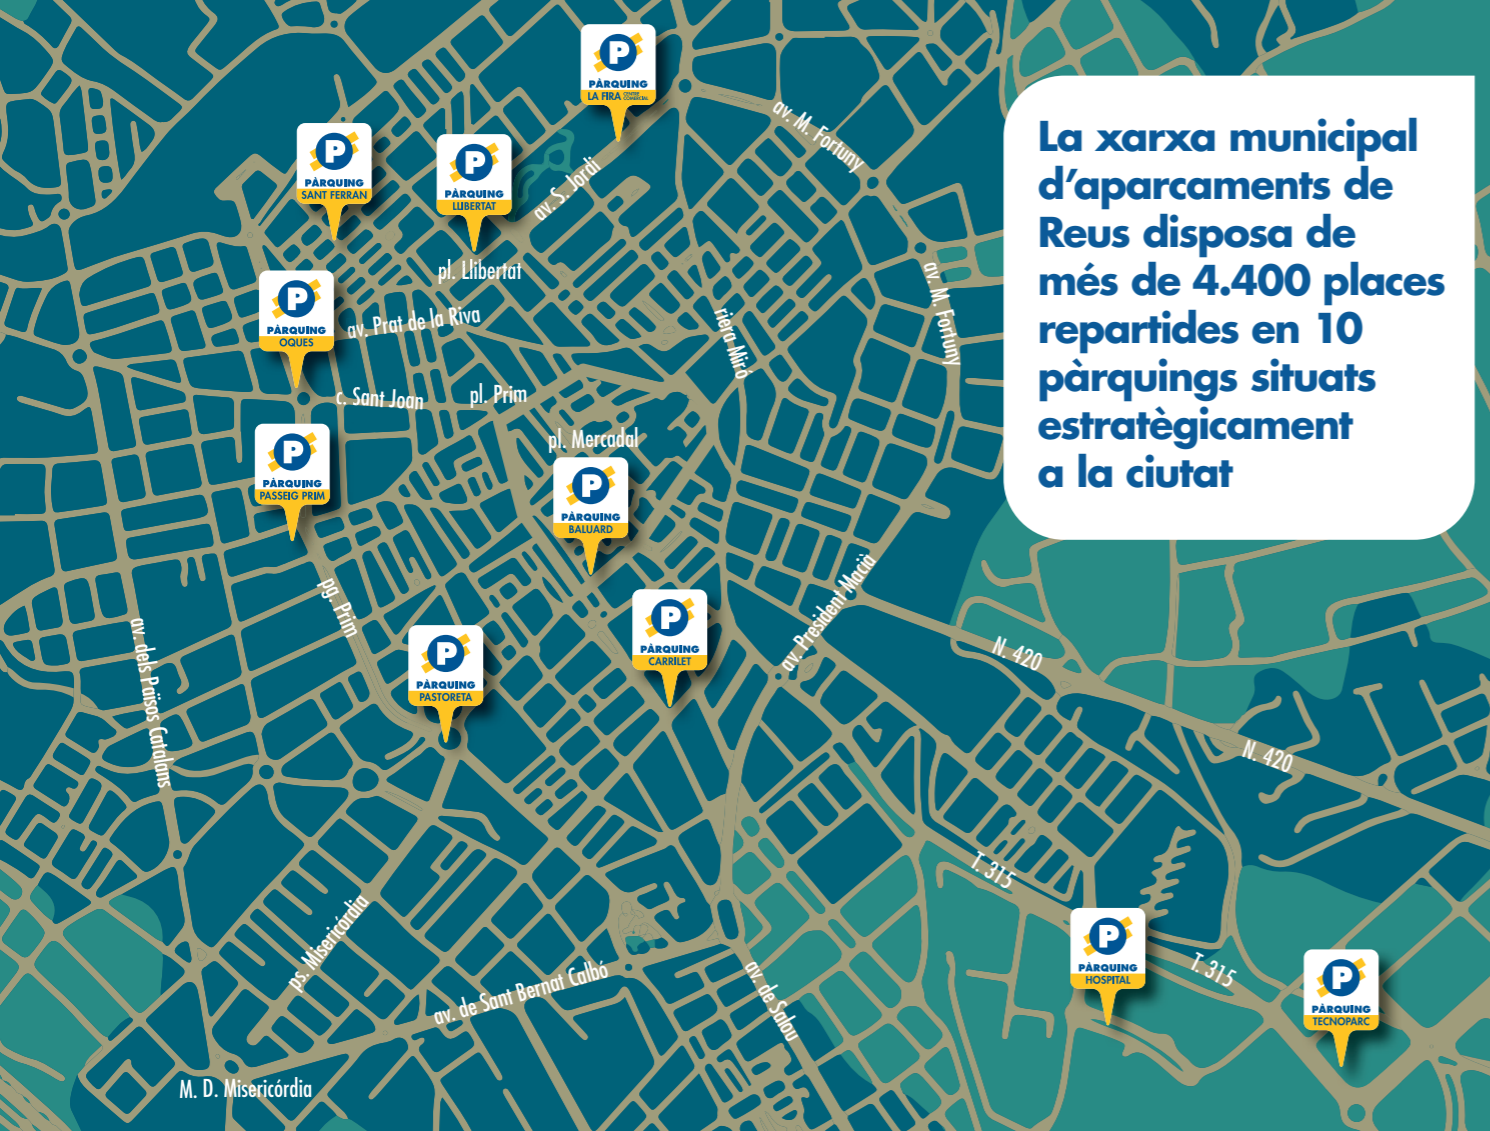 P
PÀRQUING
LA FIRA CENTRE COMERCIAL
av. M. Fortuny
P
PÀRQUING
SANT FERRAN
P
PÀRQUING
LLIBERTAT
av. S. Jordi
La xarxa municipal
d’aparcaments de
Reus disposa de
més de 4.400 places
repartides en 10
pàrquings situats
estratègicament
a la ciutat
pl. Llibertat
av. M. Fortuny
P
PÀRQUING
OQUES
av. Prat de la Riva
riera Miró
c. Sant Joan
pl. Prim
pl. Mercadal
P
PÀRQUING
PASSEIG PRIM
P
PÀRQUING
BALUARD
pg. Prim
av. President Macià
P
PÀRQUING
CARRILET
N. 420
av. dels Països Catalans
P
PÀRQUING
PASTORETA
N. 420
T. 315
ps. Misericórdia
av. de Sant Bernat Calbó
av. de Salou
P
PÀRQUING
HOSPITAL
T. 315
P
PÀRQUING
TECNOPARC
M. D. Misericórdia